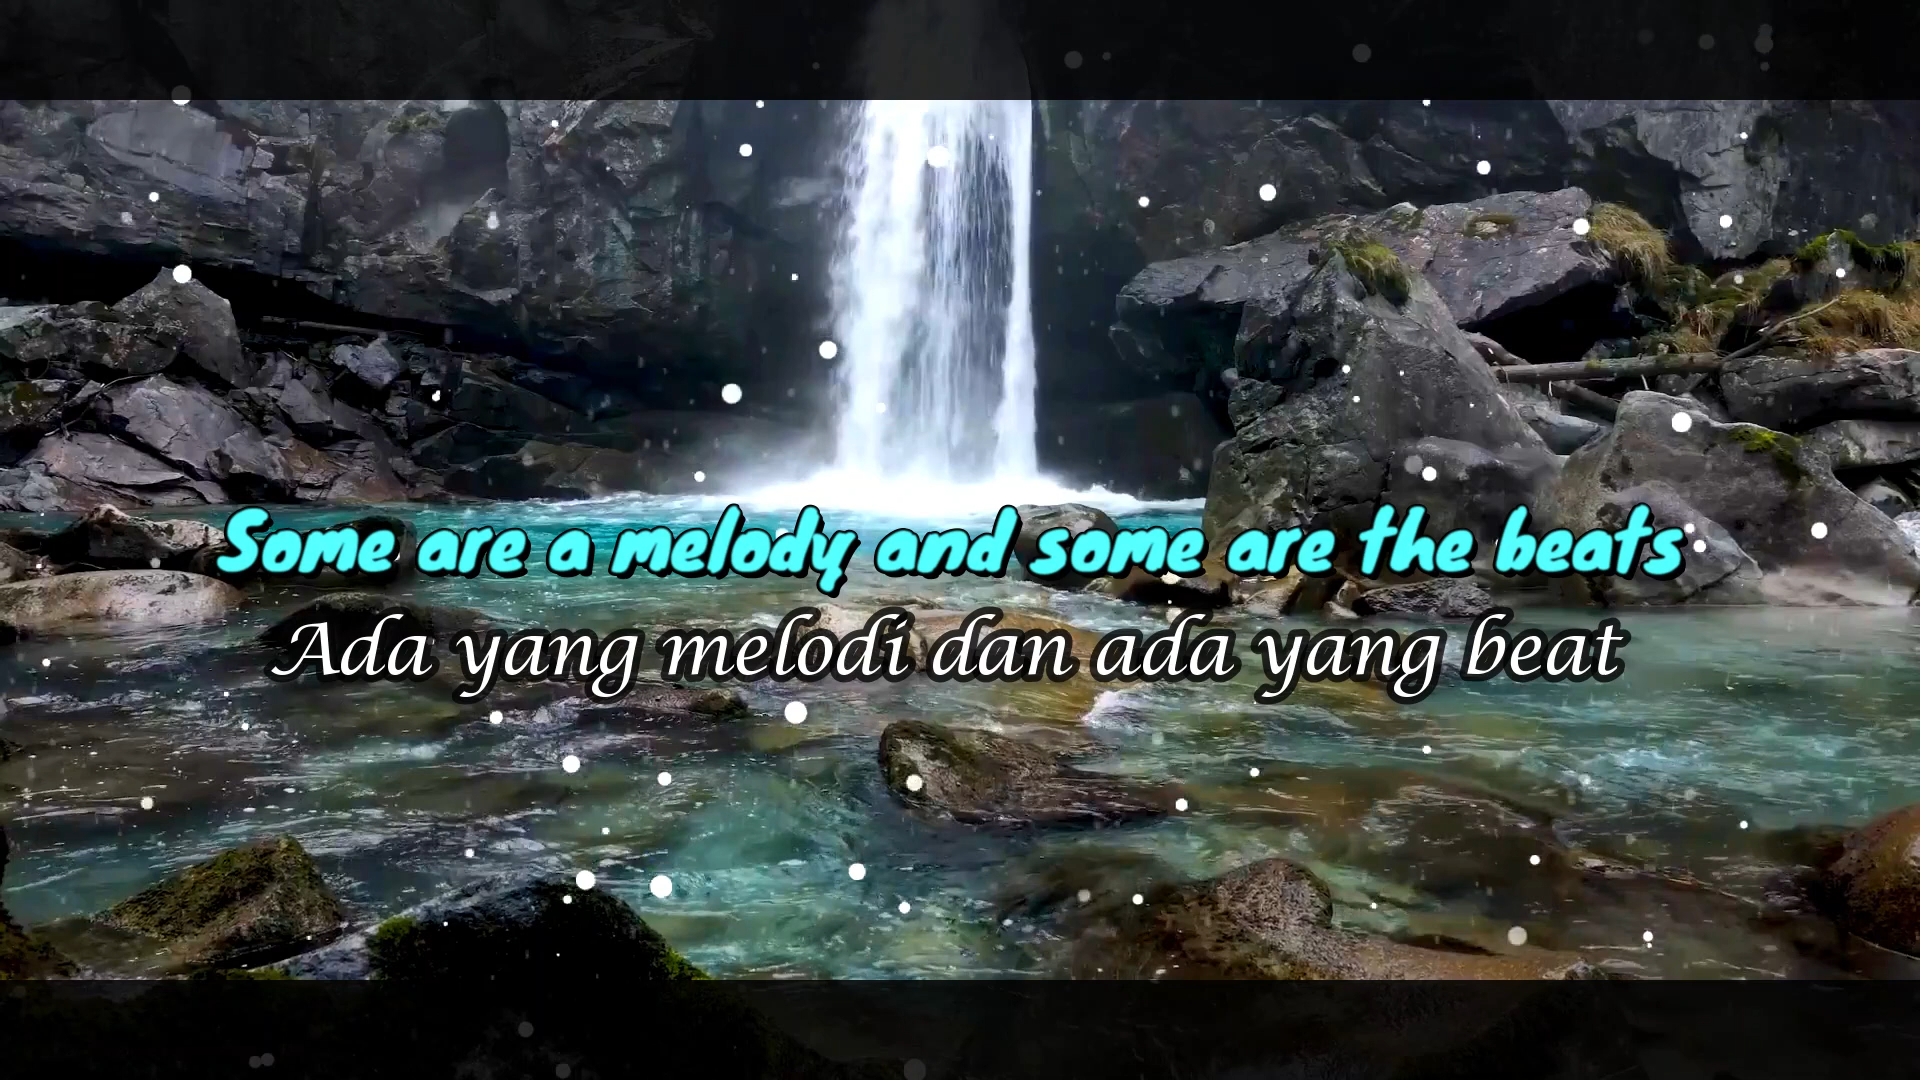 Some are a melody and some are the beats
Ada yang melodi dan ada yang beat